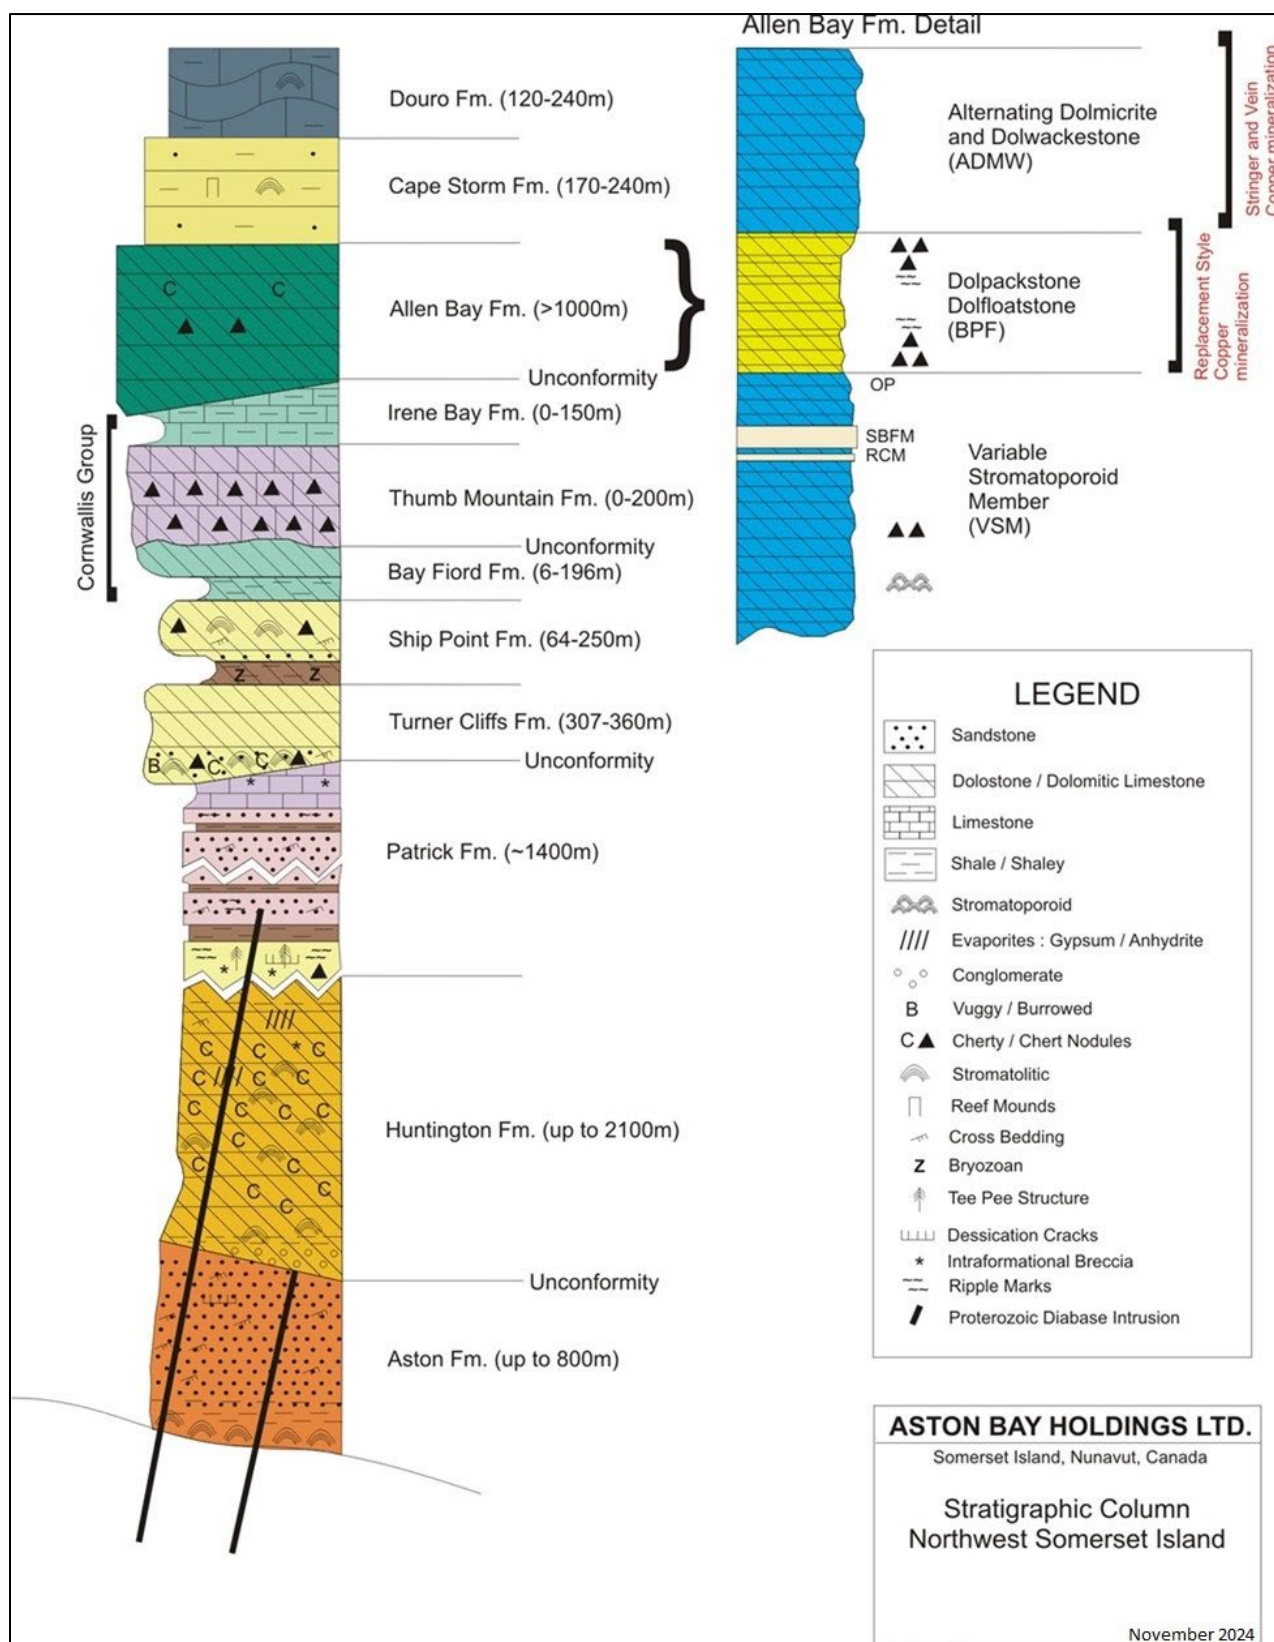 Allen Bay Fm. Detail
Douro Fm. (120-240m)
Cape Storm Fm. (170-240m)
Allen Bay Fm. (>1000m)
Unconformity
Irene Bay Fm. (0-150m)
Thumb Mountain Fm. (0-200m)
Unconformity
Bay Fiord Fm. (6-196m)
Cornwallis Group
Ship Point Fm. (64-250m)
Turner Cliffs Fm. (307-360m)
Unconformity
Patrick Fm. (~1400m)
Huntington Fm. (up to 2100m)
Unconformity
Aston Fm. (up to 800m)
C C
Z Z
B C C
*
*
* *
C C * C
C C C
C C C C
C
C C
C C
C
Alternating Dolmicrite
and Dolwackestone
(ADMW)
Stringer and Vein
Copper mineralization
Dolpackstone
Dolfloatstone
(BPF)
Replacement Style
Copper
mineralization
OP
SBFM
RCM
Variable
Stromatoporoid
Member
(VSM)
LEGEND
Sandstone
Dolostone / Dolomitic Limestone
Limestone
Shale / Shaley
Stromatoporoid
Evaporites : Gypsum / Anhydrite
Conglomerate
B Vuggy / Burrowed
C Cherty / Chert Nodules
Stromatolitic
Reef Mounds
Cross Bedding
Z Bryozoan
Tee Pee Structure
Dessication Cracks
* Intraformational Breccia
Ripple Marks
Proterozoic Diabase Intrusion
ASTON BAY HOLDINGS LTD.
Somerset Island, Nunavut, Canada
Stratigraphic Column
Northwest Somerset Island
November 2024